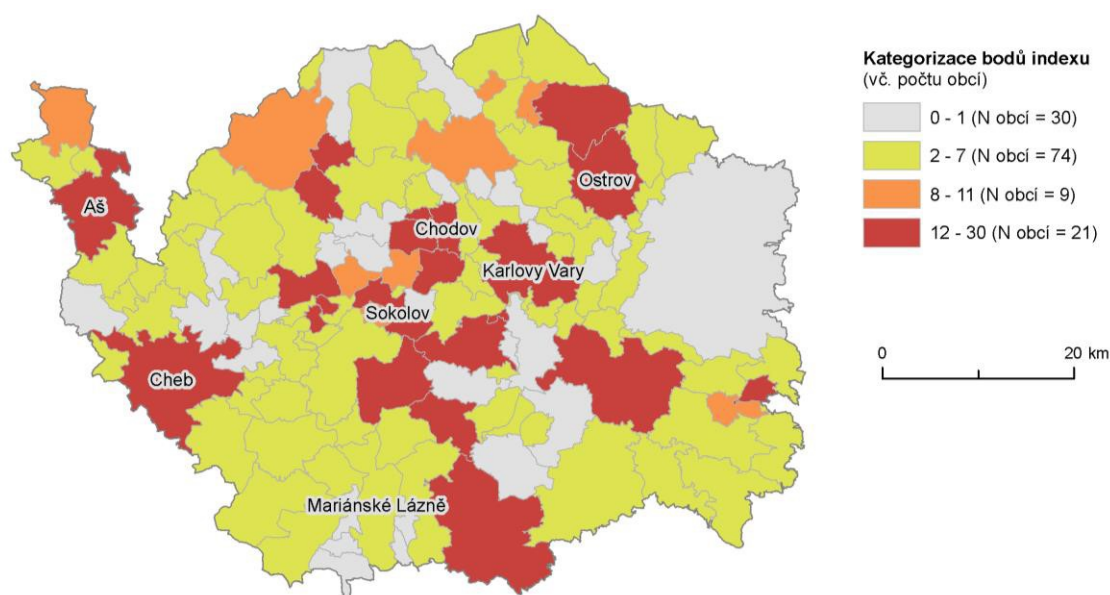 Kategorizace bodů indexu
(vč. počtu obcí)
0 - 1 (N obcí = 30)
2 - 7 (N obcí = 74)
8 - 11 (N obcí = 9)
12 - 30 (N obcí = 21)
Ostrov
Aš
Chodov
Karlovy Vary
Sokolov
Cheb
0
20 km
Mariánské Lázně